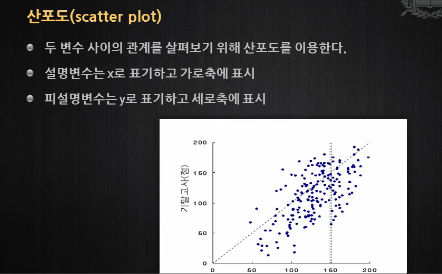 산포도(scatter plot)
두 변수 사이의 관계를 살펴보기 위해 산포도를 이용한다.
설명변수는 x로 표기하고 가로축에 표시
피설명변수는 y로 표기하고 세로축에 표시
200
150
100
50
0
기말고사(점)
0 50 100 150 200